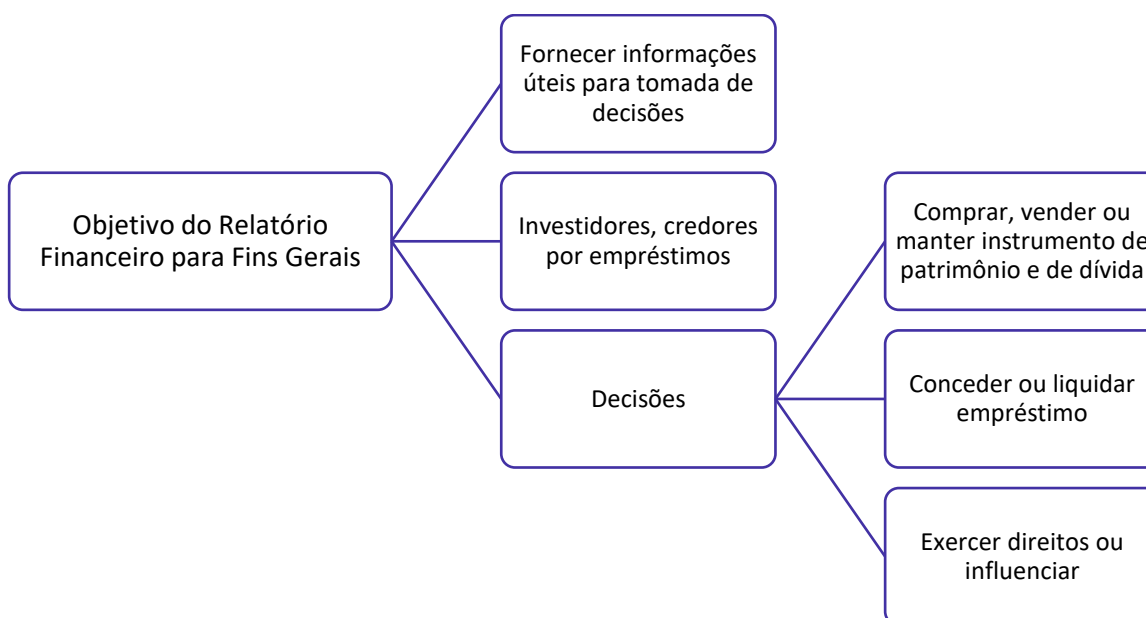 Fornecer informações
úteis para tomada de
decisões
Objetivo do Relatório
Financeiro para Fins Gerais
Investidores, credores
por empréstimos
Decisões
Comprar, vender ou
manter instrumento de
patrimônio e de dívida
Conceder ou liquidar
empréstimo
Exercer direitos ou
influenciar